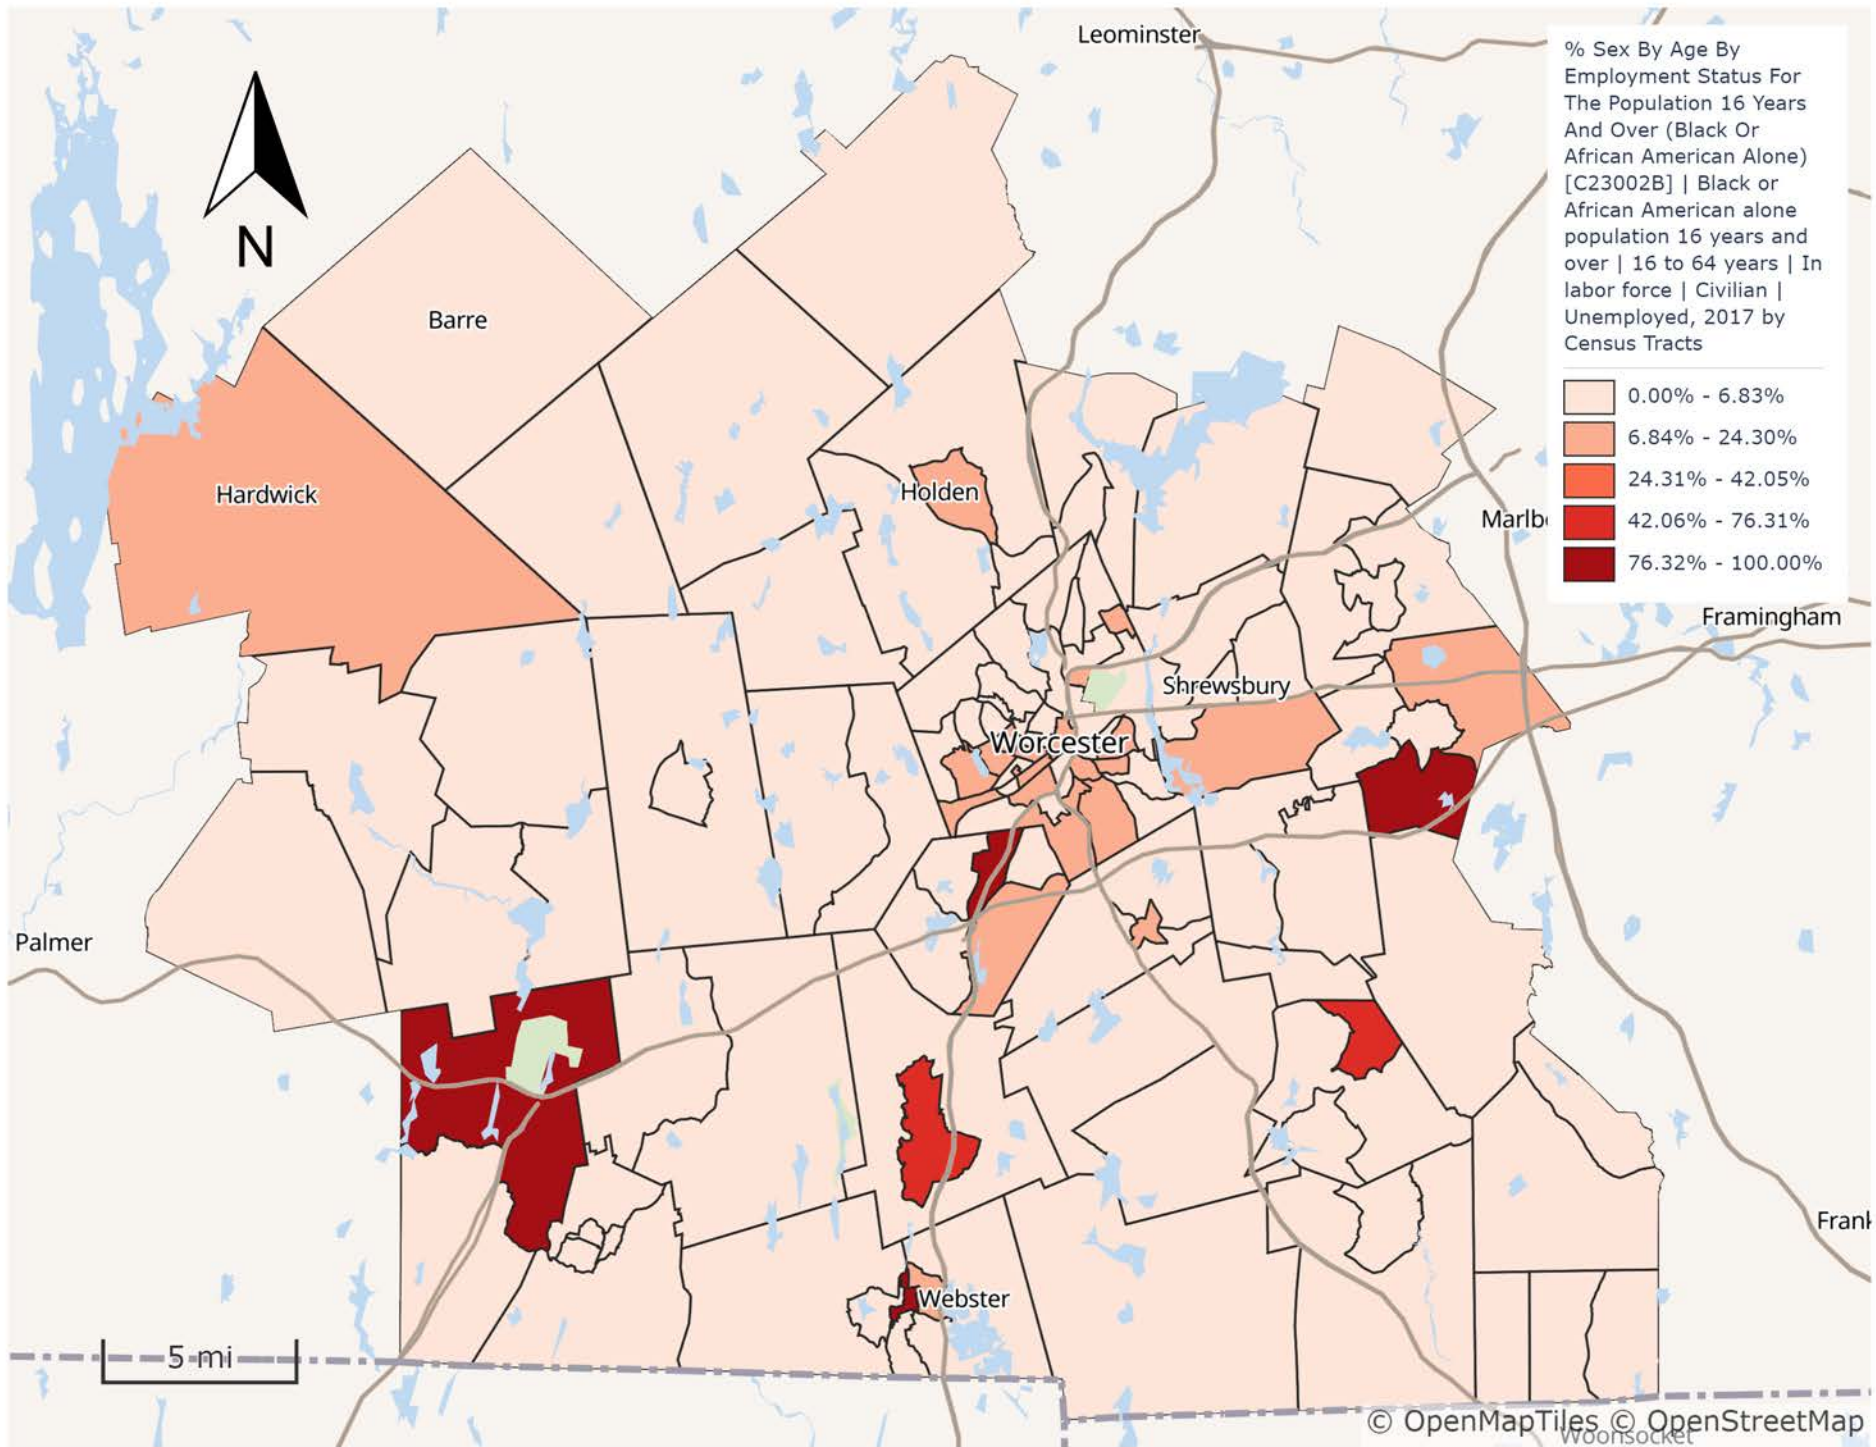 Leominster
% Sex By Age By
Employment Status For
The Population 16 Years
And Over (Black Or
African American Alone)
[C23002B] | Black or
African American alone
population 16 years and
over | 16 to 64 years | In
labor force | Civilian |
Unemployed, 2017 by
Census Tracts
0.00% - 6.83%
6.84% - 24.30%
24.31% - 42.05%
42.06% - 76.31%
76.32% - 100.00%
N
Barre
Hardwick
Holden
Marlb
Framingham
Shrewsbury
Worcester
Palmer
Frank
Webster
5 mi
© OpenMapTiles © OpenStreetMap
Woonsocket